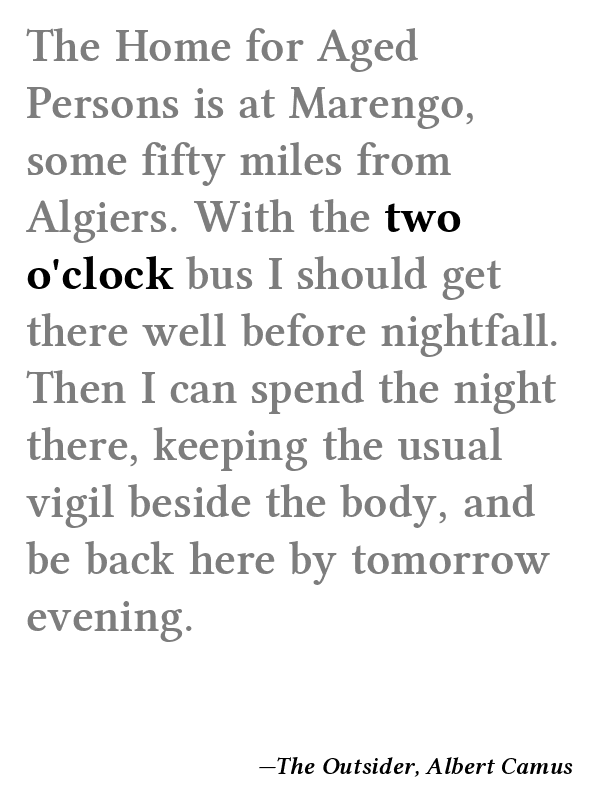 The Home for Aged
Persons is at Marengo,
some fifty miles from
Algiers. With the two
o'clock bus I should get
there well before nightfall.
Then I can spend the night
there, keeping the usual
vigil beside the body, and
be back here by tomorrow
evening.
—The Outsider, Albert Camus